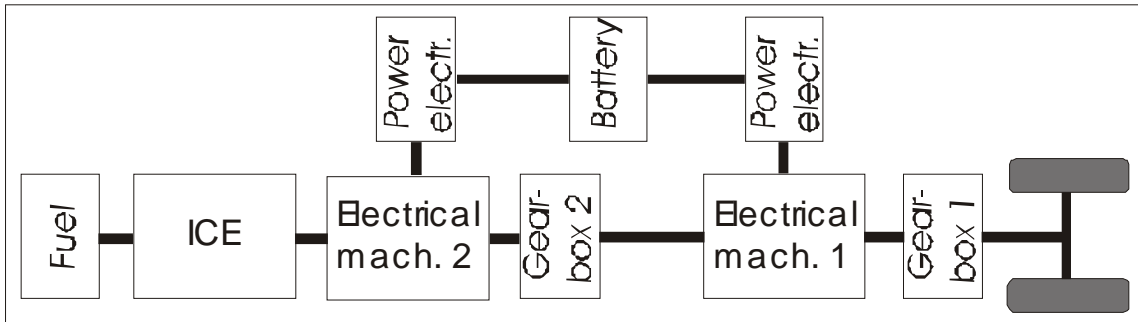 Power
electr.
Battery
Power
electr.
Fuel
ICE
Electrical
mach. 2
Gear-
box 2
Electrical
mach. 1
Gear-
box 1